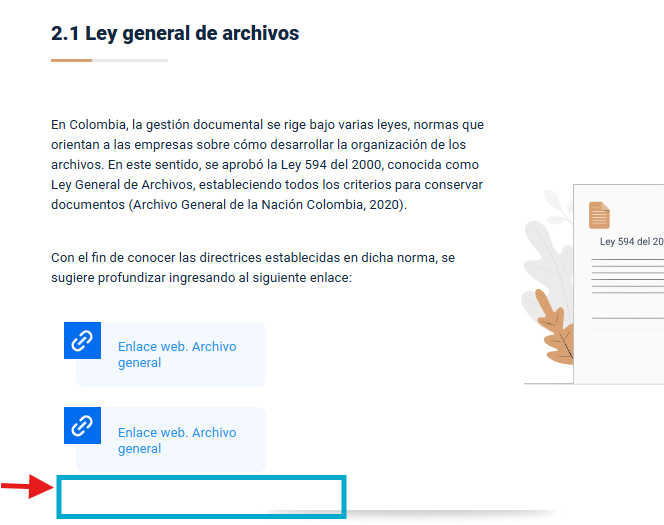 2.1 Ley general de archivos
En Colombia, la gestión documental se rige bajo varias leyes, normas que
orientan a las empresas sobre cómo desarrollar la organización de los
archivos. En este sentido, se aprobó la Ley 594 del 2000, conocida como
Ley General de Archivos, estableciendo todos los criterios para conservar
documentos (Archivo General de la Nación Colombia, 2020).
Con el fin de conocer las directrices establecidas en dicha norma, se
sugiere profundizar ingresando al siguiente enlace:
Ley 594 del 20
Enlace web. Archivo
general
Enlace web. Archivo
general